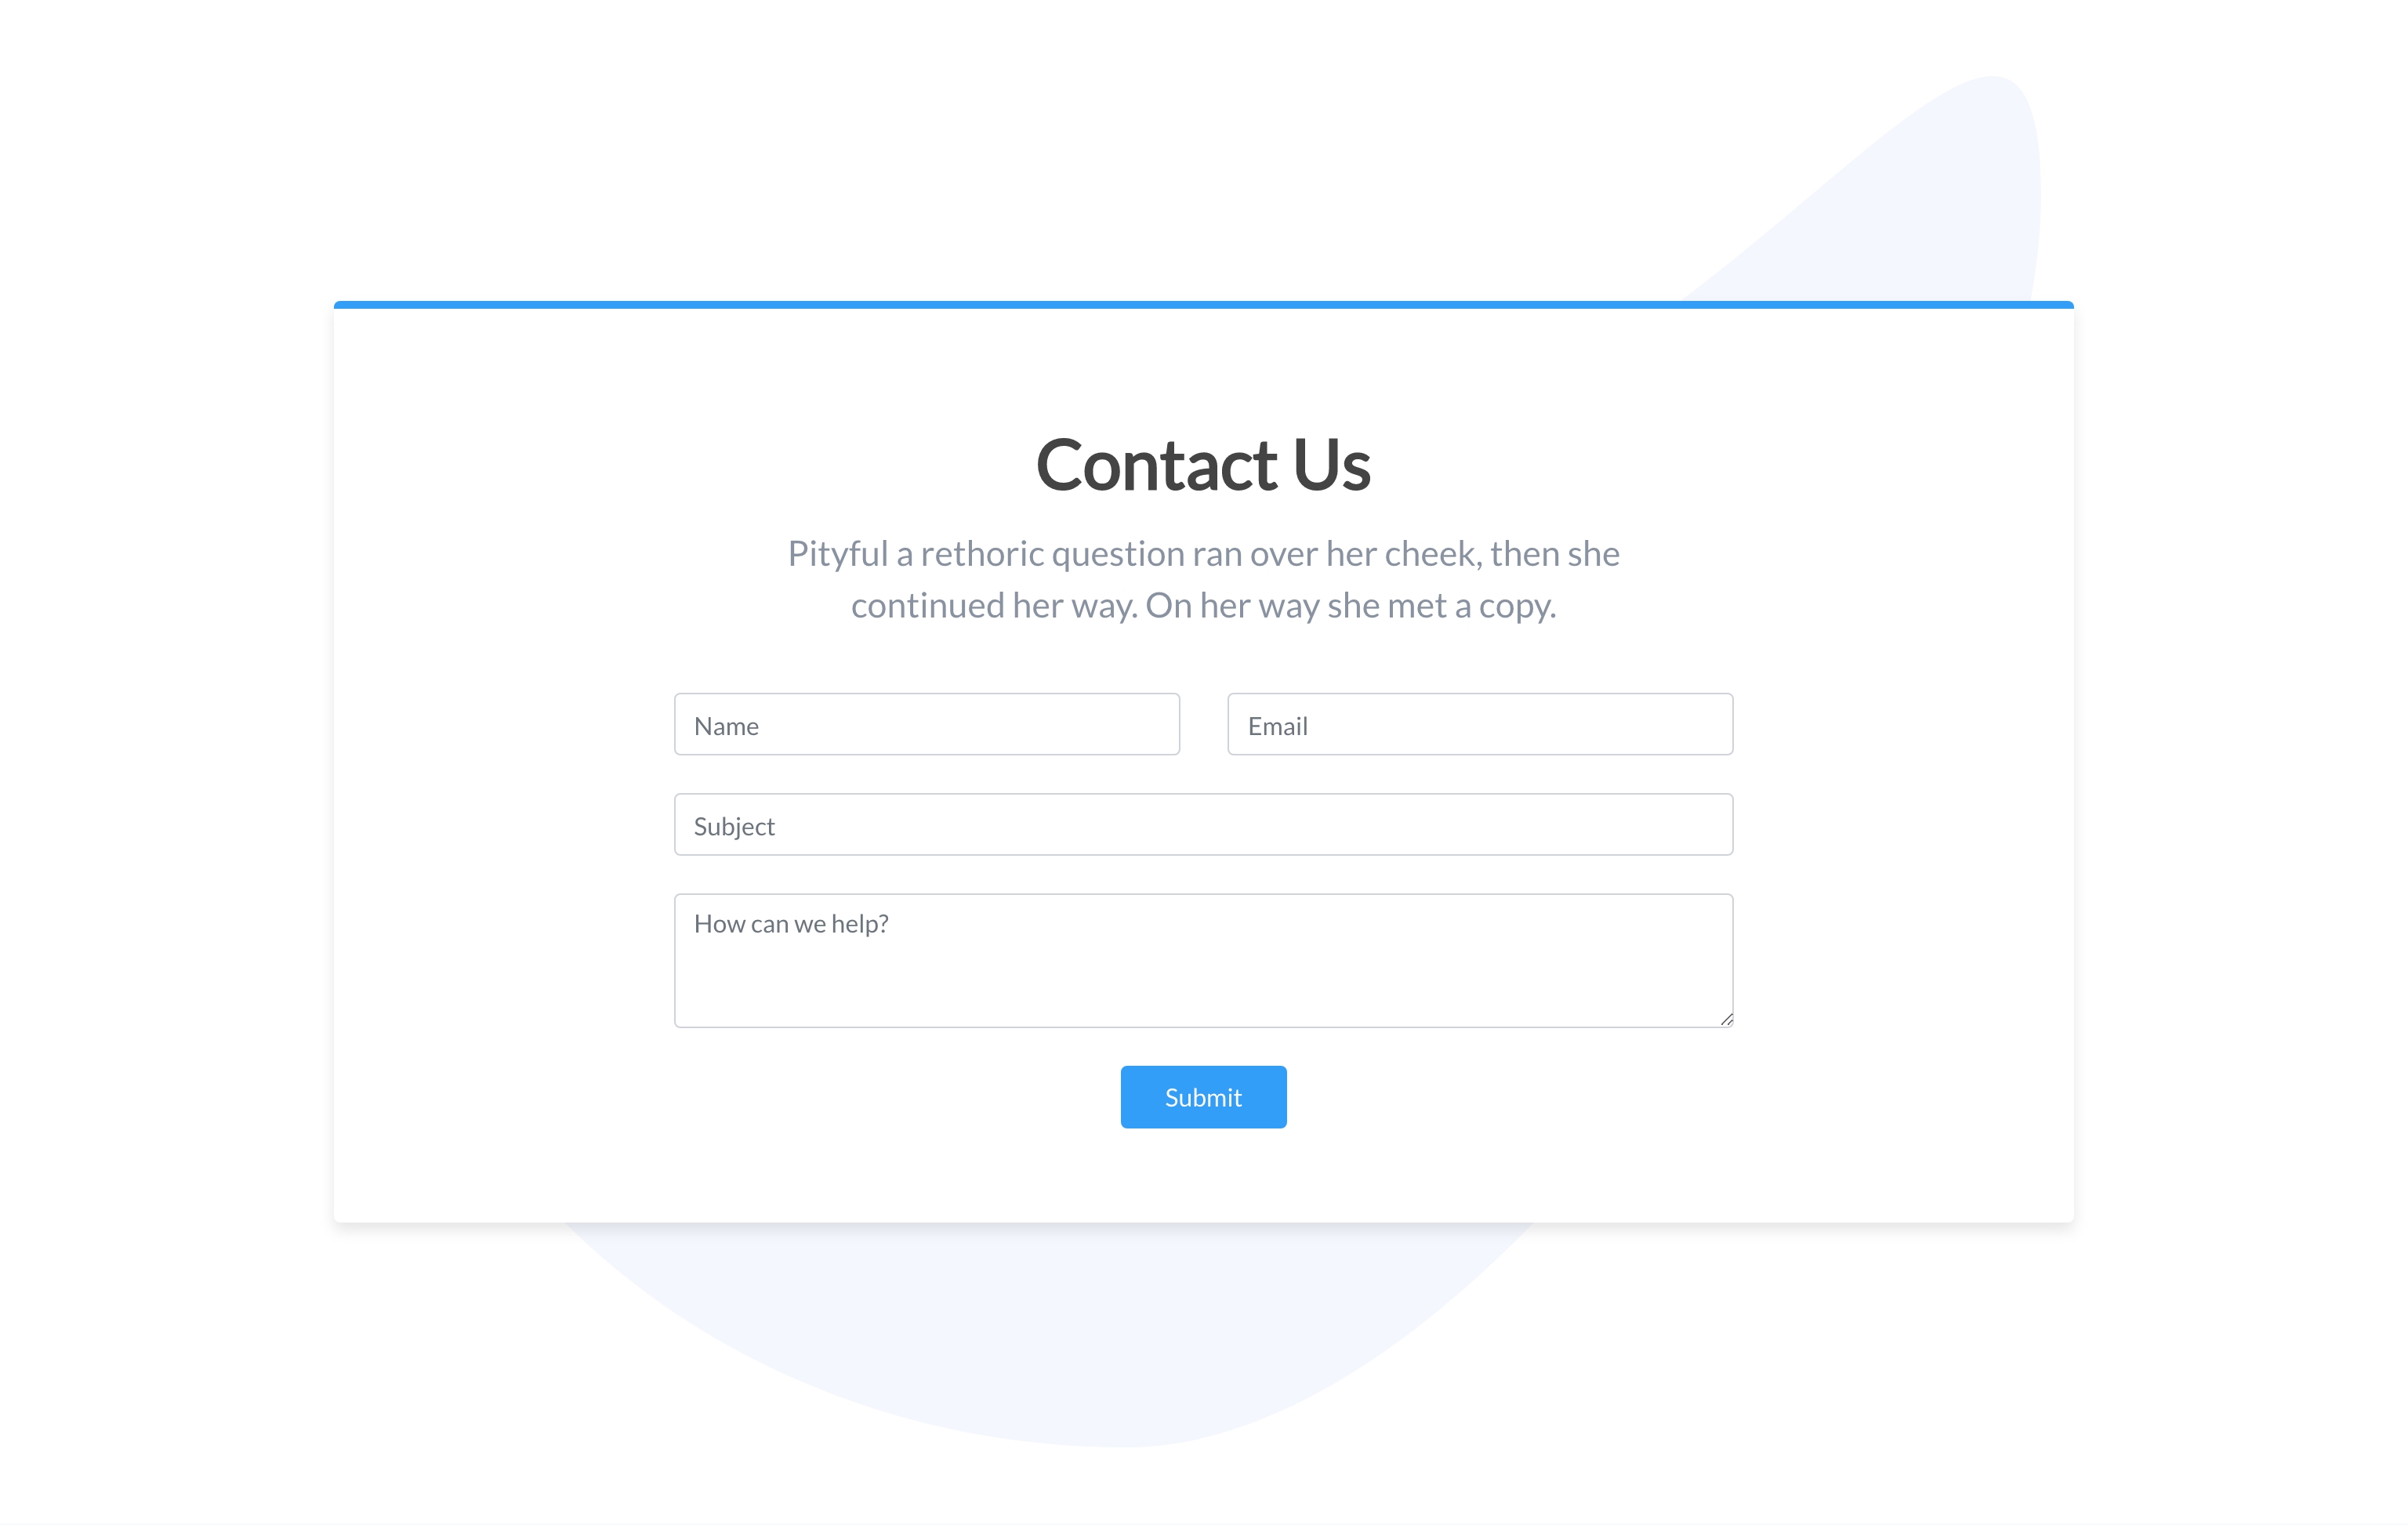 Contact Us
Pityful a rethoric question ran over her cheek, then she
continued her way. On her way she met a copy.
Name
Email
Subject
How can we help?
Submit